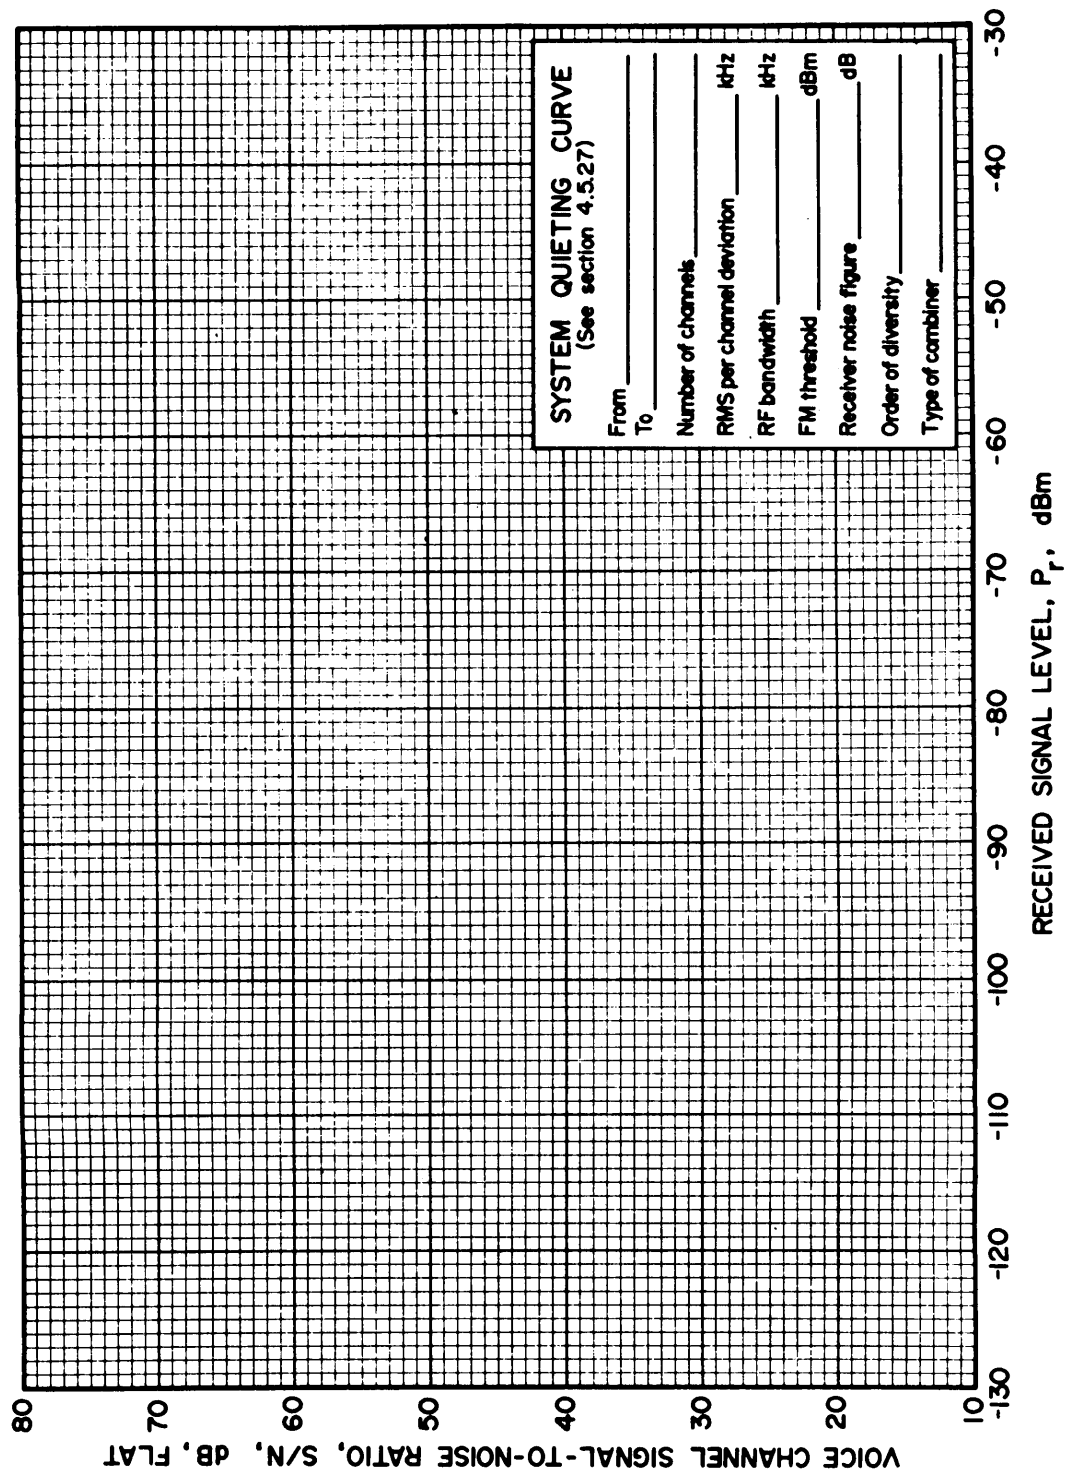 80
70
60
50
40
30
20
10
VOICE CHANNEL SIGNAL-TO-NOISE RATIO, S/N, dB, FLAT
-130
-120
-110
-100
-90
-80
-70
-60
-50
-40
-30
RECEIVED SIGNAL LEVEL, Pr, dBm
SYSTEM QUIETING CURVE
(See section 4.5.27)
From
To
Number of channels
RMS per channel deviation kHz
RF bandwidth kHz
FM threshold dBm
Receiver noise figure dB
Order of diversity
Type of combiner